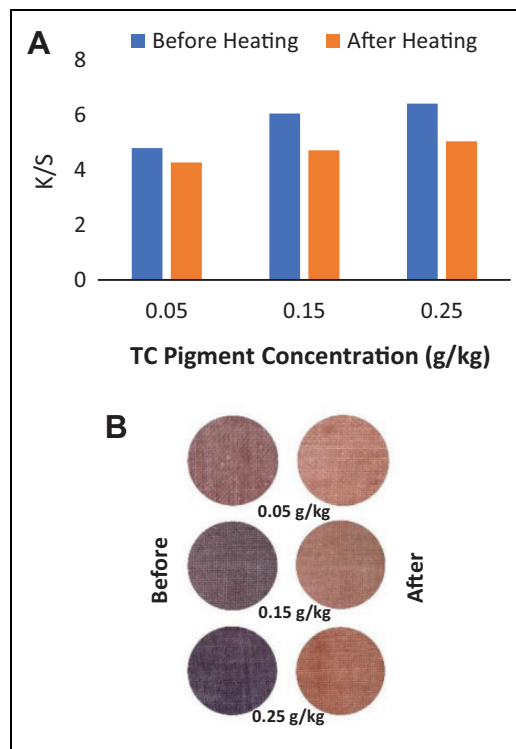 A
Before Heating After Heating
8
6
4
2
0
K/S
0.05 0.15 0.25
TC Pigment Concentration (g/kg)
B
Before
After
0.05 g/kg
0.15 g/kg
0.25 g/kg